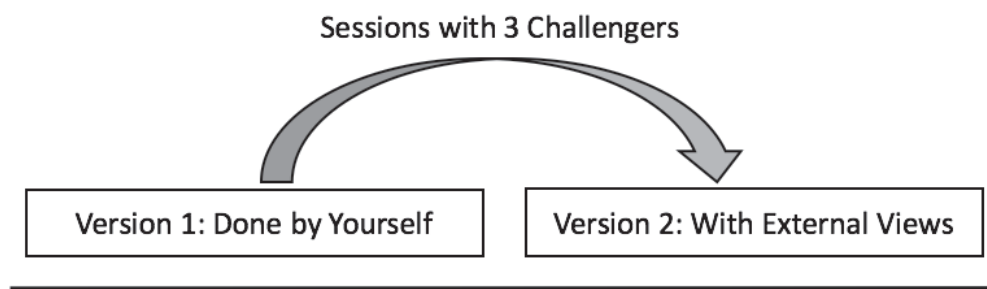 Sessions with 3 Challengers
Version 1: Done by Yourself
Version 2: With External Views